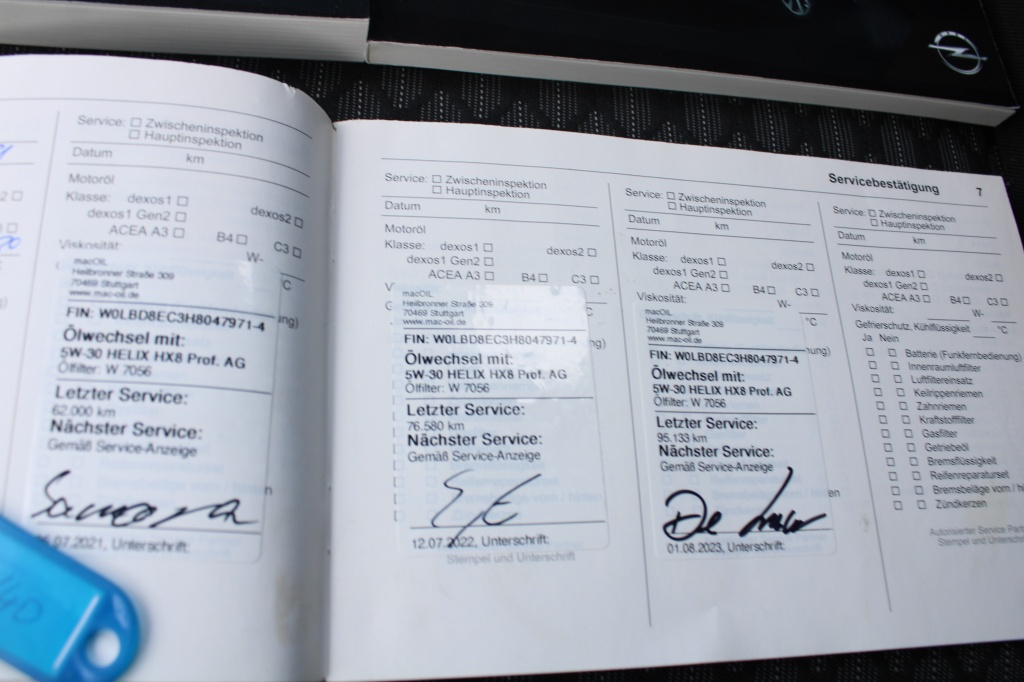 Service: □ Zwischeninspektion
□ Hauptinspektion
Datum km
Motoröl
Klasse: dexos1 □ dexos2 □
dexos1 Gen2 □
ACEA A3 □ B4 □ C3 □
Viskosität: W-
°C
macOIL
Heilbronner Straße 309
70469 Stuttgart
www.mac-oil.de
FIN: W0LBD8EC3H8047971-4
Ölwechsel mit:
5W-30 HELIX HX8 Prof. AG
Ölfilter: W 7056
Letzter Service:
62.000 km
Nächster Service:
Gemäß Service-Anzeige
.07.2021, Unterschrift:
Servicebestätigung 7
Service: □ Zwischeninspektion
□ Hauptinspektion
Datum km
Motoröl
Klasse: dexos1 □ dexos2 □
dexos1 Gen2 □
ACEA A3 □ B4 □ C3 □
macOIL
Heilbronner Straße 309
70469 Stuttgart
www.mac-oil.de
FIN: W0LBD8EC3H8047971-4
Ölwechsel mit:
5W-30 HELIX HX8 Prof. AG
Ölfilter: W 7056
Letzter Service:
76.580 km
Nächster Service:
Gemäß Service-Anzeige
12.07.2022, Unterschrift:
Stempel und Unterschrift
Service: □ Zwischeninspektion
□ Hauptinspektion
Datum km
Motoröl
Klasse: dexos1 □ dexos2 □
dexos1 Gen2 □
ACEA A3 □ B4 □ C3 □
Viskosität: W-
°C
macOIL
Heilbronner Straße 309
70469 Stuttgart
www.mac-oil.de
FIN: W0LBD8EC3H8047971-4
Ölwechsel mit:
5W-30 HELIX HX8 Prof. AG
Ölfilter: W 7056
Letzter Service:
95.133 km
Nächster Service:
Gemäß Service-Anzeige
01.08.2023, Unterschrift:
Service: □ Zwischeninspektion
□ Hauptinspektion
Datum km
Motoröl
Klasse: dexos1 □ dexos2 □
dexos1 Gen2 □
ACEA A3 □ B4 □ C3 □
Viskosität: W-
Gefrierschutz, Kühlflüssigkeit °C
Ja Nein
□ □ Batterie (Funkfernbedienung)
□ □ Innenraumluftfilter
□ □ Luftfiltereinsatz
□ □ Keilrippenriemen
□ □ Zahnriemen
□ □ Kraftstofffilter
□ □ Gasfilter
□ □ Getriebeöl
□ □ Bremsflüssigkeit
□ □ Reifenreparaturset
□ □ Bremsbeläge vorn / hi
□ □ Zündkerzen
Autorisierter Service Part
Stempel und Unterschri